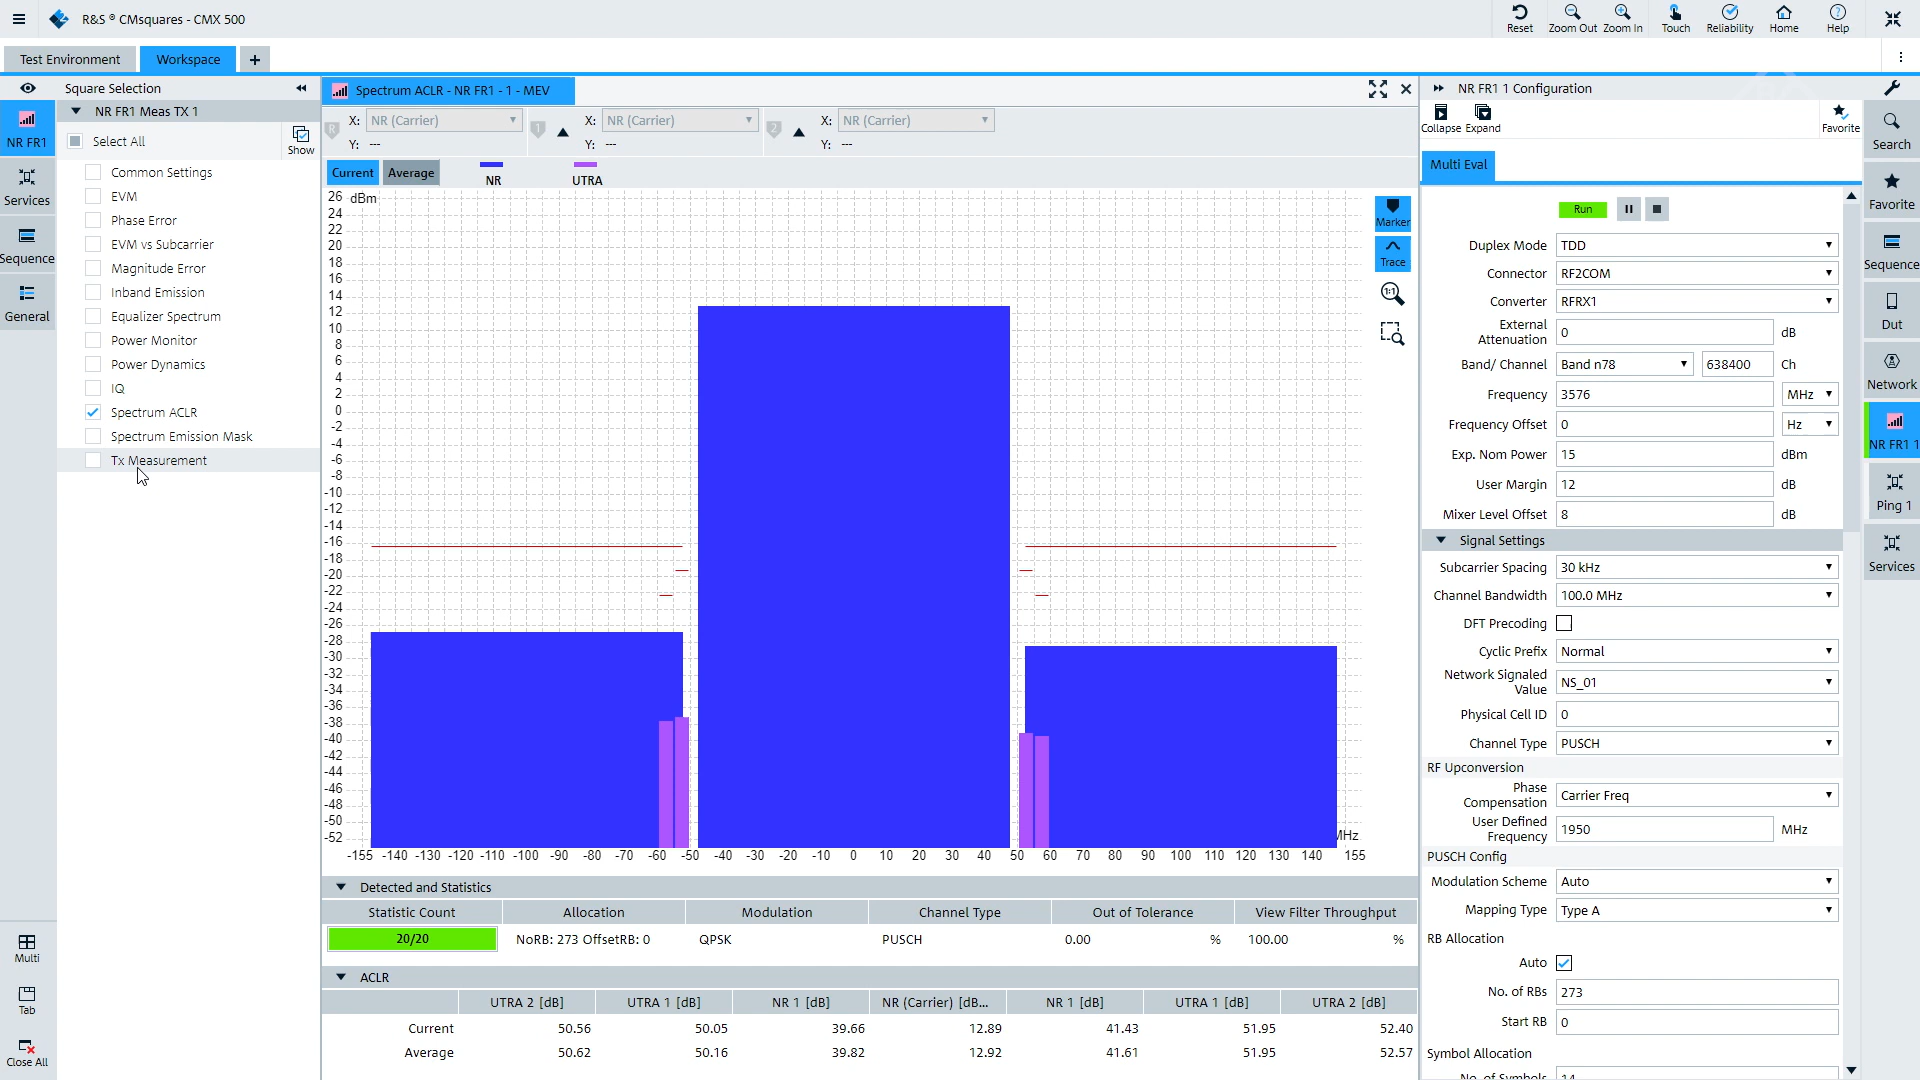 R&S ® CMsquares - CMX 500
Reset Zoom Out Zoom In Touch Reliability Home Help
Test Environment Workspace +
Square Selection
NR FR1 Meas TX 1
Select All
Show
Common Settings
EVM
Phase Error
EVM vs Subcarrier
Magnitude Error
Inband Emission
Equalizer Spectrum
Power Monitor
Power Dynamics
IQ
Spectrum ACLR
Spectrum Emission Mask
Tx Measurement
NR FR1
Services
Sequence
General
Multi
Tab
Close All
Spectrum ACLR - NR FR1 - 1 - MEV
R X: NR (Carrier) 1 X: NR (Carrier) 2 X: NR (Carrier)
Y: --- Y: --- Y: ---
Current Average NR UTRA
dBm
26
24
22
20
18
16
14
12
10
8
6
4
2
0
-2
-4
-6
-8
-10
-12
-14
-16
-18
-20
-22
-24
-26
-28
-30
-32
-34
-36
-38
-40
-42
-44
-46
-48
-50
-52
MHz
-155 -140 -130 -120 -110 -100 -90 -80 -70 -60 -50 -40 -30 -20 -10 0 10 20 30 40 50 60 70 80 90 100 110 120 130 140 155
Marker
Trace
1:1
Detected and Statistics
Statistic Count Allocation Modulation Channel Type Out of Tolerance View Filter Throughput
20/20 NoRB: 273 OffsetRB: 0 QPSK PUSCH 0.00 % 100.00 %
ACLR
UTRA 2 [dB] UTRA 1 [dB] NR 1 [dB] NR (Carrier) [dB... NR 1 [dB] UTRA 1 [dB] UTRA 2 [dB]
Current 50.56 50.05 39.66 12.89 41.43 51.95 52.40
Average 50.62 50.16 39.82 12.92 41.61 51.95 52.57
NR FR1 1 Configuration
Collapse Expand Favorite
Multi Eval
Run
Duplex Mode TDD
Connector RF2COM
Converter RFRX1
External Attenuation 0 dB
Band/ Channel Band n78 638400 Ch
Frequency 3576 MHz
Frequency Offset 0 Hz
Exp. Nom Power 15 dBm
User Margin 12 dB
Mixer Level Offset 8 dB
Signal Settings
Subcarrier Spacing 30 kHz
Channel Bandwidth 100.0 MHz
DFT Precoding
Cyclic Prefix Normal
Network Signaled Value NS_01
Physical Cell ID 0
Channel Type PUSCH
RF Upconversion
Phase Compensation Carrier Freq
User Defined Frequency 1950 MHz
PUSCH Config
Modulation Scheme Auto
Mapping Type Type A
RB Allocation
Auto
No. of RBs 273
Start RB 0
Symbol Allocation
No. of Symbols 14
Search
Favorite
Sequence
Dut
Network
NR FR1 1
Ping 1
Services